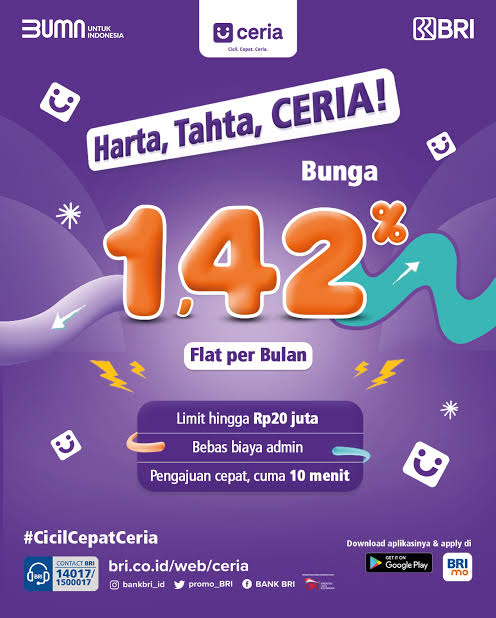 BUMN UNTUK INDONESIA
ceria
Cicil. Cepat. Ceria.
BRI
Harta, Tahta, CERIA!
Bunga
1,42%
Flat per Bulan
Limit hingga Rp20 juta
Bebas biaya admin
Pengajuan cepat, cuma 10 menit
#CicilCepatCeria
CONTACT BRI
14017/
1500017
BRI
bri.co.id/web/ceria
bankbri_id promo_BRI BANK BRI
Download aplikasinya & apply di
GET IT ON
Google Play
BRI
mo